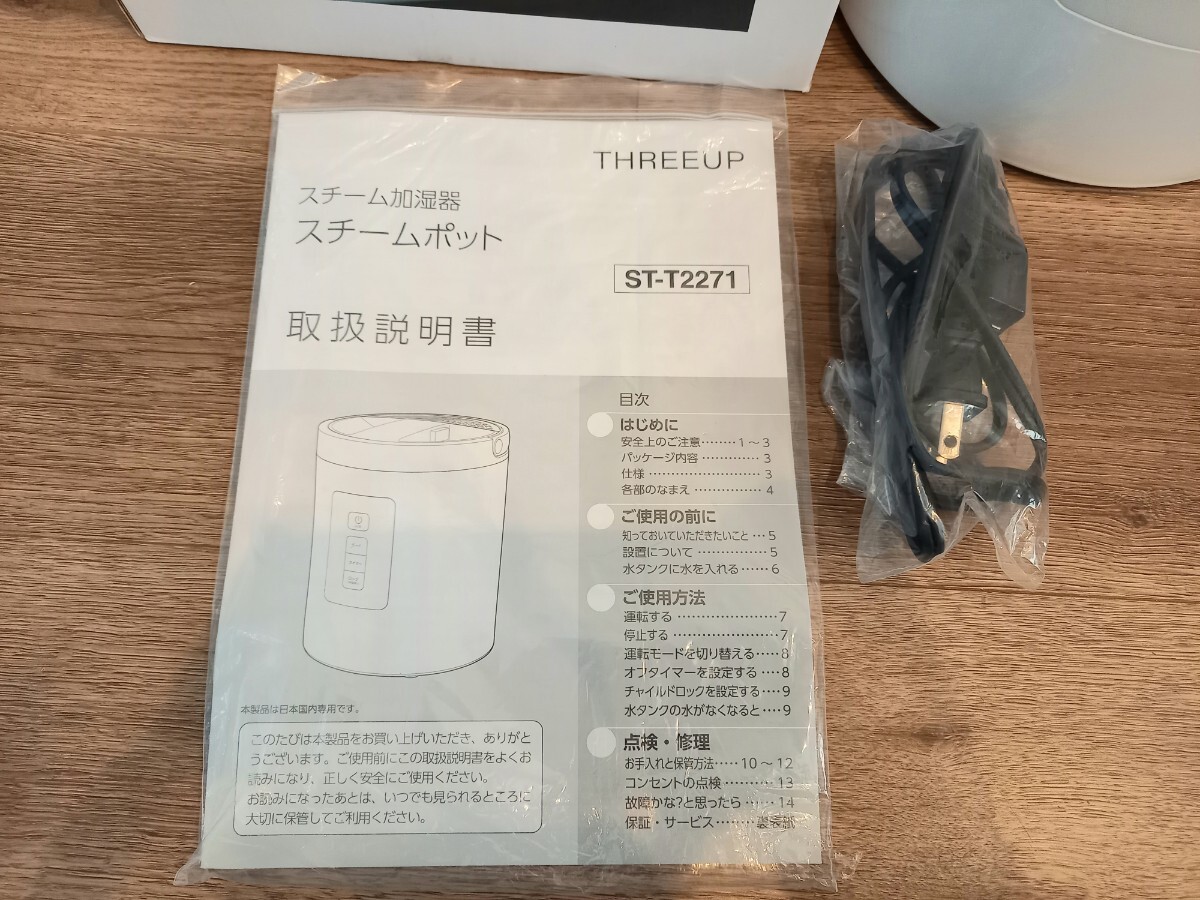 THREEUP
スチーム加湿器
スチームポット
ST-T2271
取扱説明書
目次
はじめに
安全上のご注意‥‥‥‥1～3
パッケージ内容‥‥‥‥‥‥3
仕様‥‥‥‥‥‥‥‥‥‥3
各部のなまえ‥‥‥‥‥‥‥4
ご使用の前に
知っておいていただきたいこと‥‥5
設置について‥‥‥‥‥‥‥5
水タンクに水を入れる‥‥‥6
ご使用方法
運転する‥‥‥‥‥‥‥‥‥7
停止する‥‥‥‥‥‥‥‥‥7
運転モードを切り替える‥‥‥8
オフタイマーを設定する‥‥8
チャイルドロックを設定する‥‥9
水タンクの水がなくなると‥‥9
点検・修理
お手入れと保管方法‥‥‥10～12
コンセントの点検‥‥‥‥‥13
故障かな?と思ったら‥‥‥14
保証・サービス‥‥‥‥裏表紙
本製品は日本国内専用です。
このたびは本製品をお買い上げいただき、ありがと
うございます。ご使用前にこの取扱説明書をよくお
読みになり、正しく安全にご使用ください。
お読みになったあとは、いつでも見られるところに
大切に保管してご利用ください。